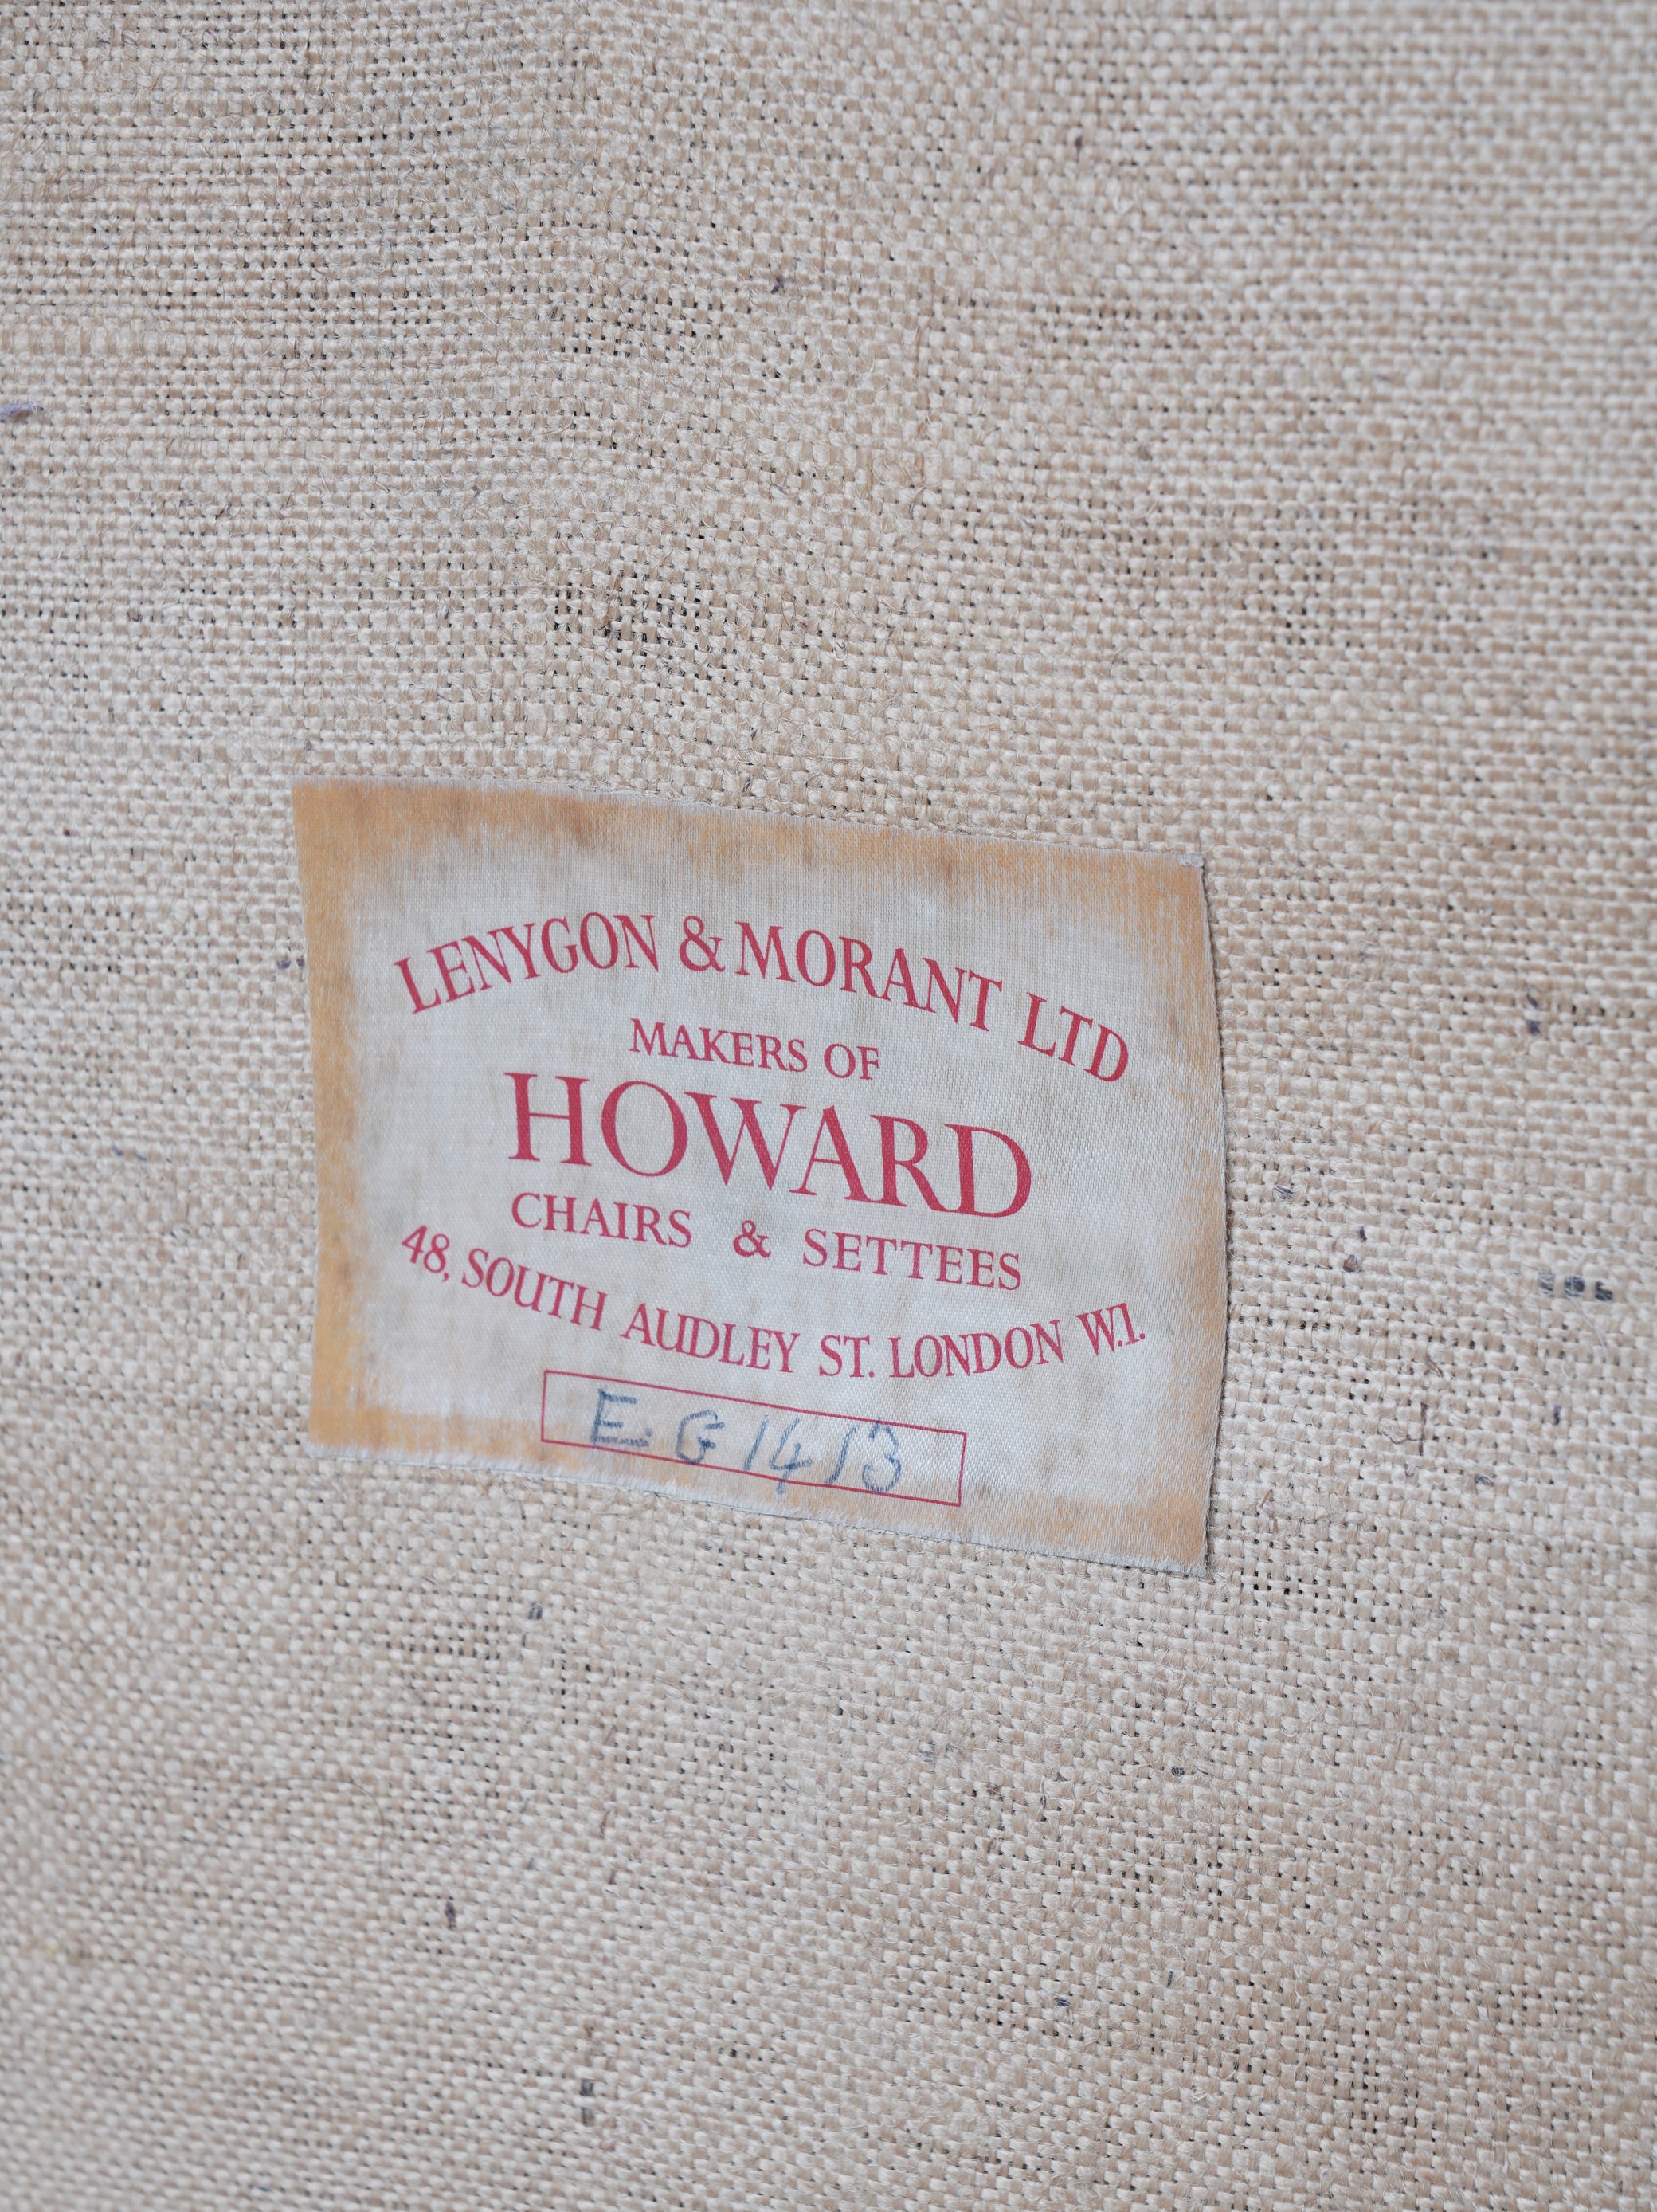 LENYGON & MORANT LTD
MAKERS OF
HOWARD
CHAIRS & SETTEES
48, SOUTH AUDLEY ST. LONDON W.1.
E. G 1413